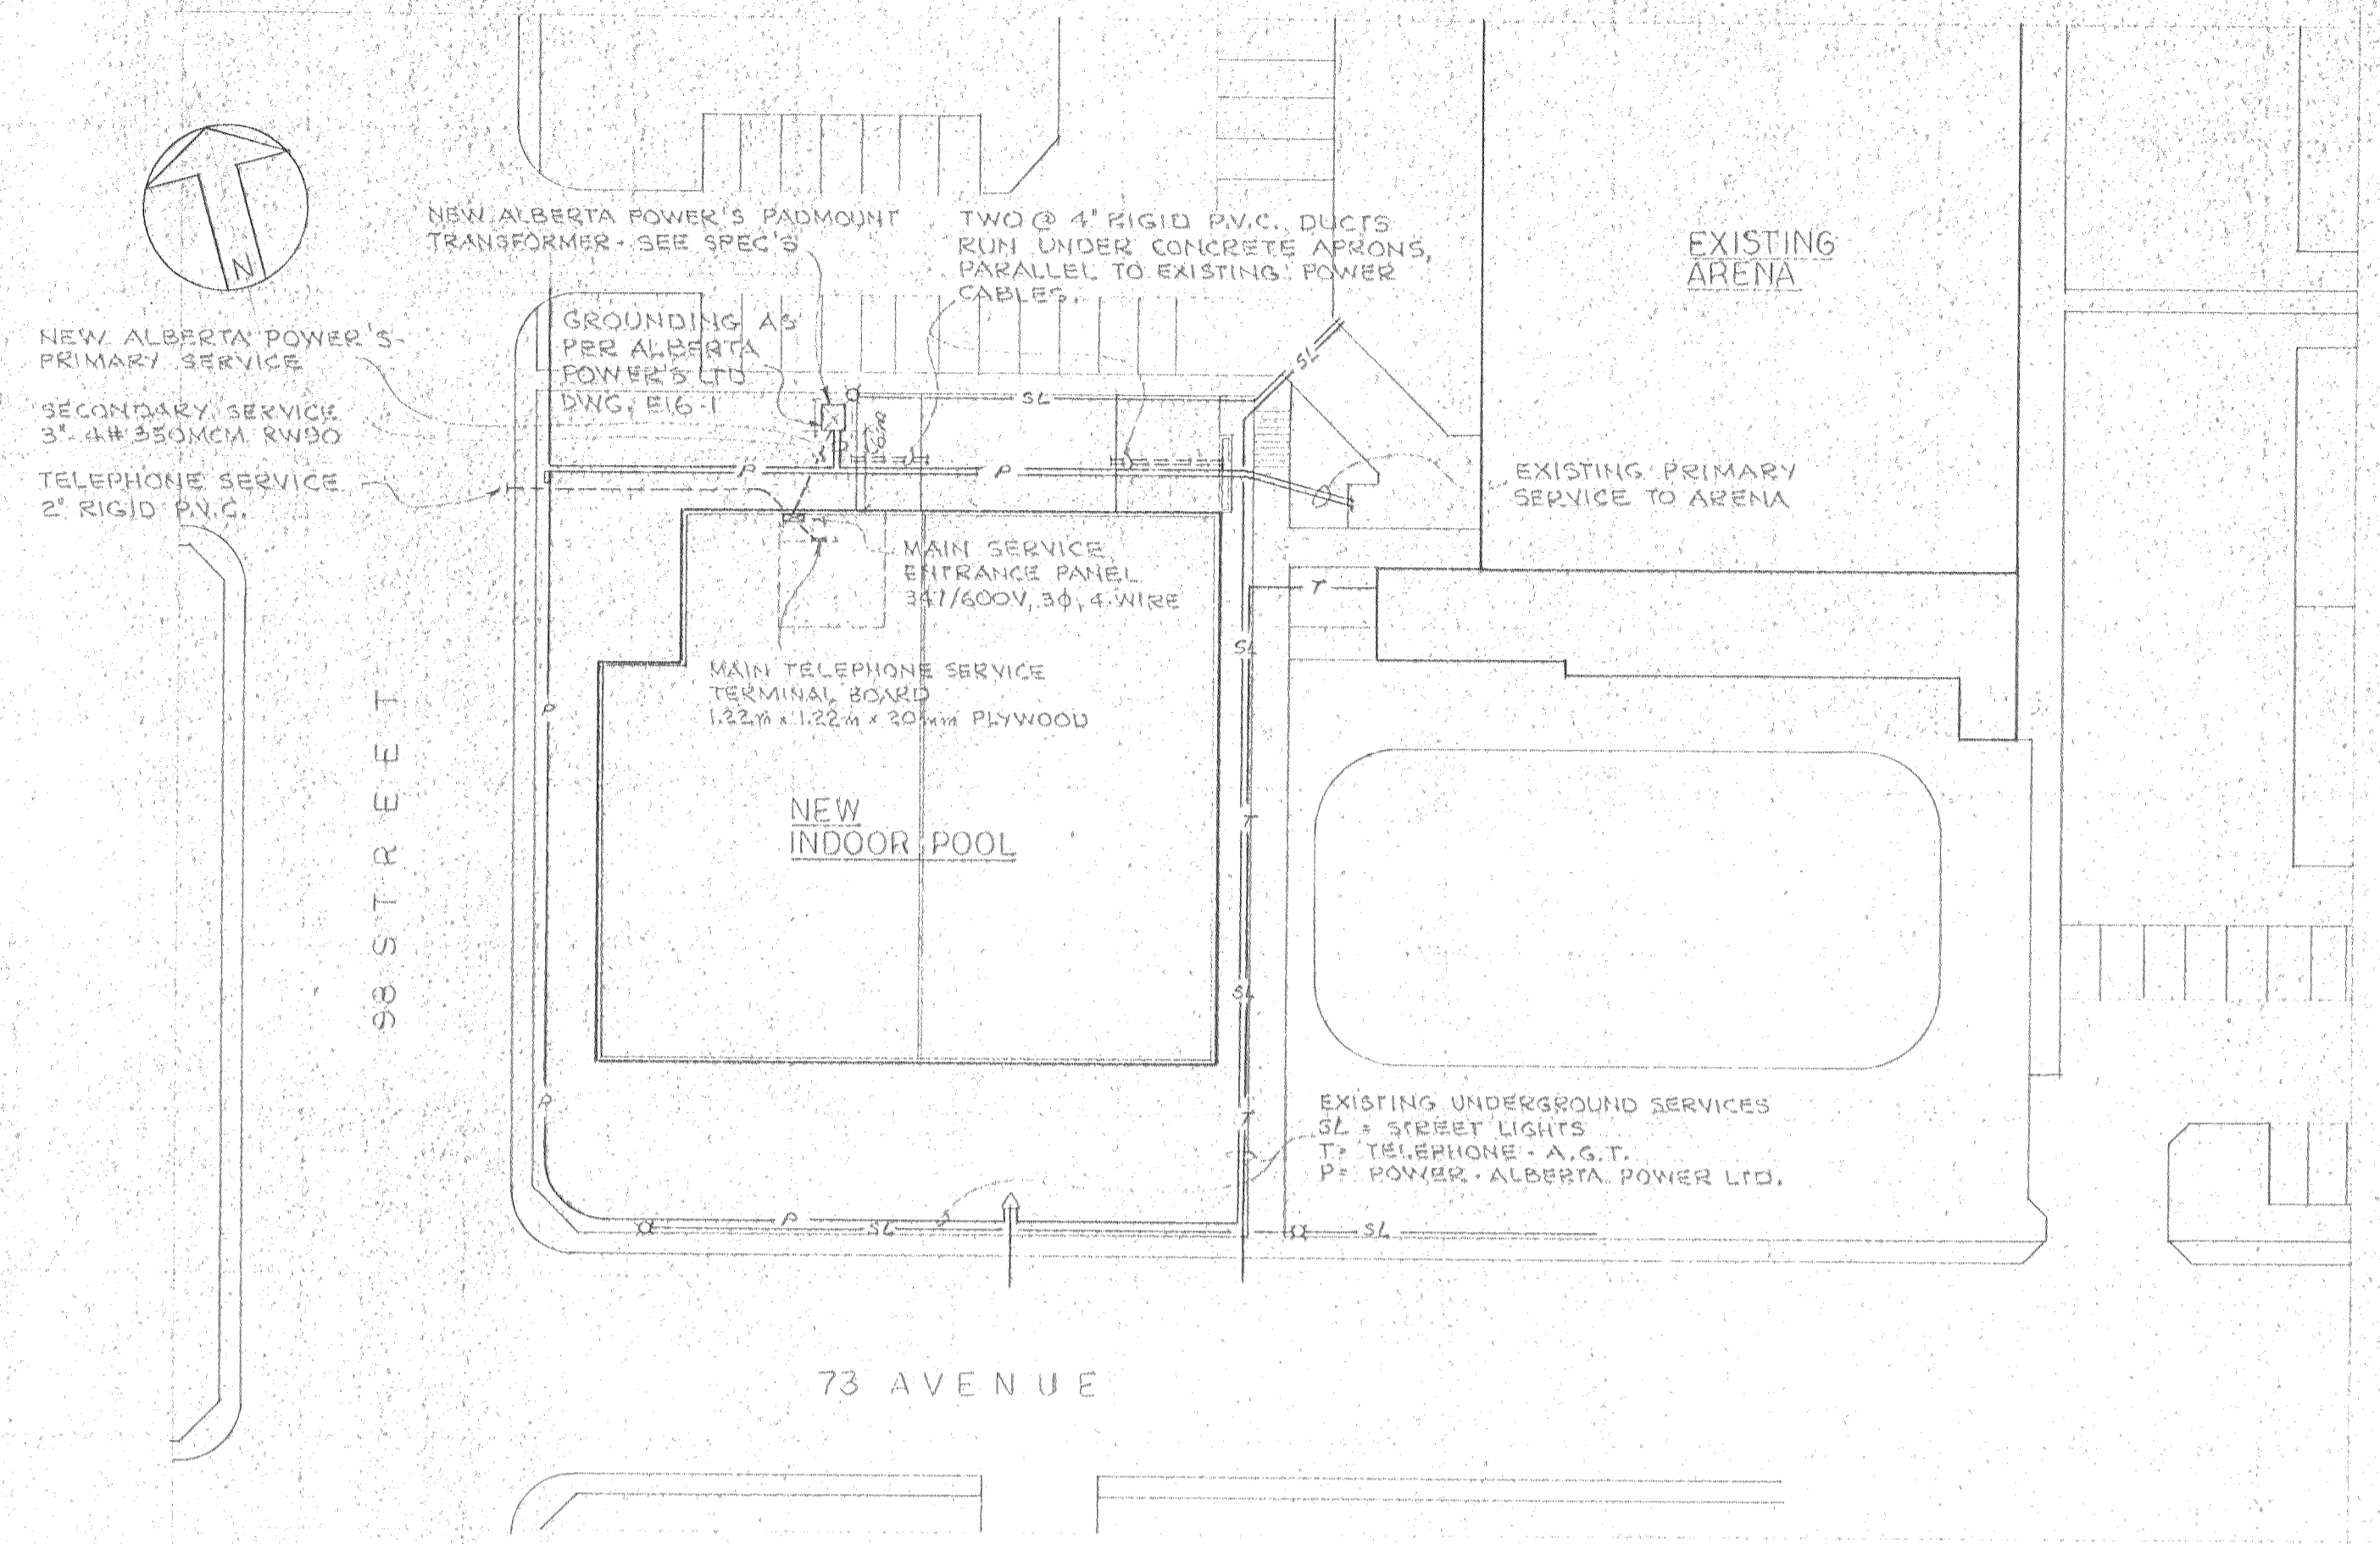 NEW ALBERTA POWER'S PADMOUNT
TRANSFORMER - SEE SPEC'S
TWO @ 4" RIGID P.V.C. DUCTS
RUN UNDER CONCRETE APRONS,
PARALLEL TO EXISTING POWER
CABLES.
EXISTING
ARENA
N
GROUNDING AS
PER ALBERTA
POWER'S LTD
DWG. E16-1
NEW ALBERTA POWER'S
PRIMARY SERVICE
SECONDARY SERVICE
3"- 4# 350MCM RW90
TELEPHONE SERVICE
2" RIGID P.V.C.
SL
SL
P
P
EXISTING PRIMARY
SERVICE TO ARENA
MAIN SERVICE
ENTRANCE PANEL
347/600V, 3ϕ, 4 WIRE
T
SL
MAIN TELEPHONE SERVICE
TERMINAL BOARD
1.22m x 1.22m x 20mm PLYWOOD
P
98 STREET
NEW
INDOOR POOL
T
SL
P
T
EXISTING UNDERGROUND SERVICES
SL = STREET LIGHTS
T= TELEPHONE - A.G.T.
P= POWER - ALBERTA POWER LTD.
P
SL
SL
73 AVENUE